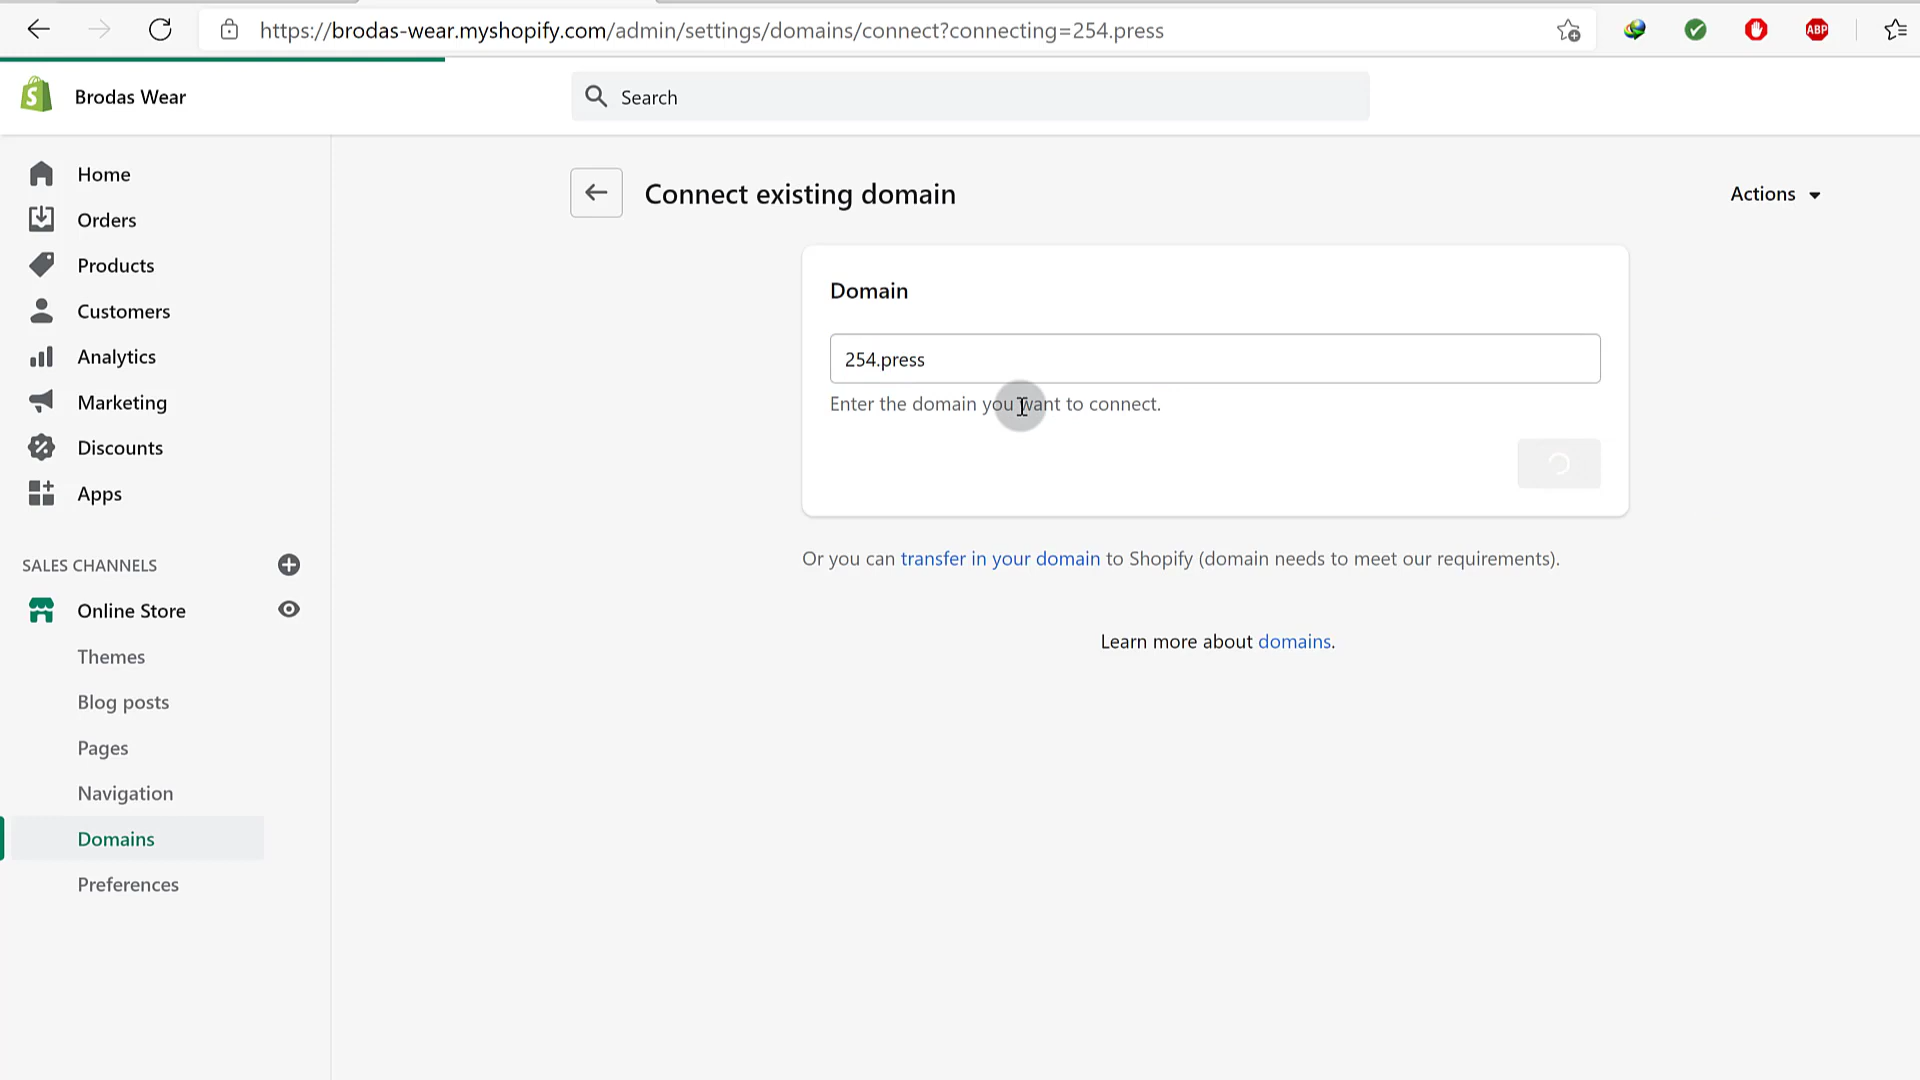 https://brodas-wear.myshopify.com/admin/settings/domains/connect?connecting=254.press
ABP
Brodas Wear
Search
Home
Orders
Products
Customers
Analytics
Marketing
Discounts
Apps
SALES CHANNELS
Online Store
Themes
Blog posts
Pages
Navigation
Domains
Preferences
Connect existing domain
Actions
Domain
254.press
Enter the domain you want to connect.
Or you can transfer in your domain to Shopify (domain needs to meet our requirements).
Learn more about domains.